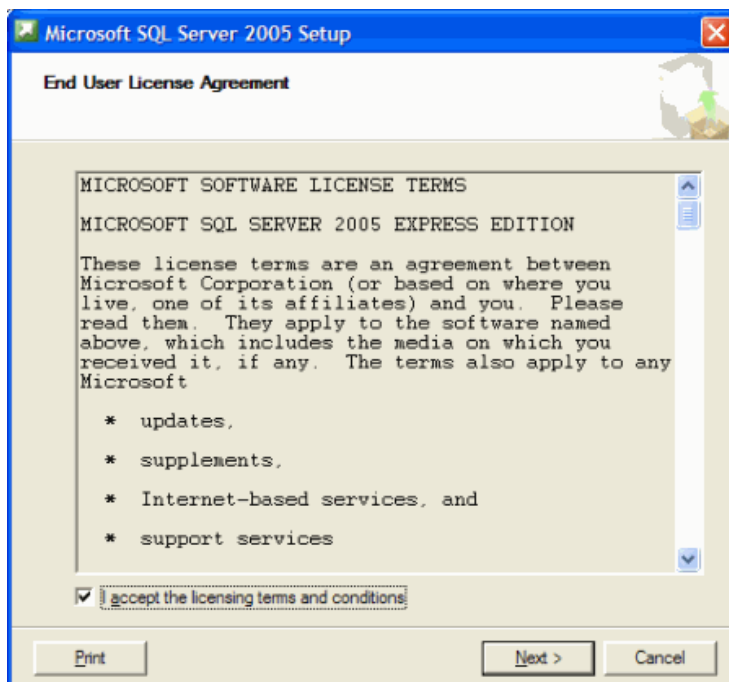 Microsoft SQL Server 2005 Setup
End User License Agreement
MICROSOFT SOFTWARE LICENSE TERMS
MICROSOFT SQL SERVER 2005 EXPRESS EDITION
These license terms are an agreement between
Microsoft Corporation (or based on where you
live, one of its affiliates) and you.  Please
read them.  They apply to the software named
above, which includes the media on which you
received it, if any.  The terms also apply to any
Microsoft
* updates,
* supplements,
* Internet-based services, and
* support services
I accept the licensing terms and conditions
Print
Next >
Cancel